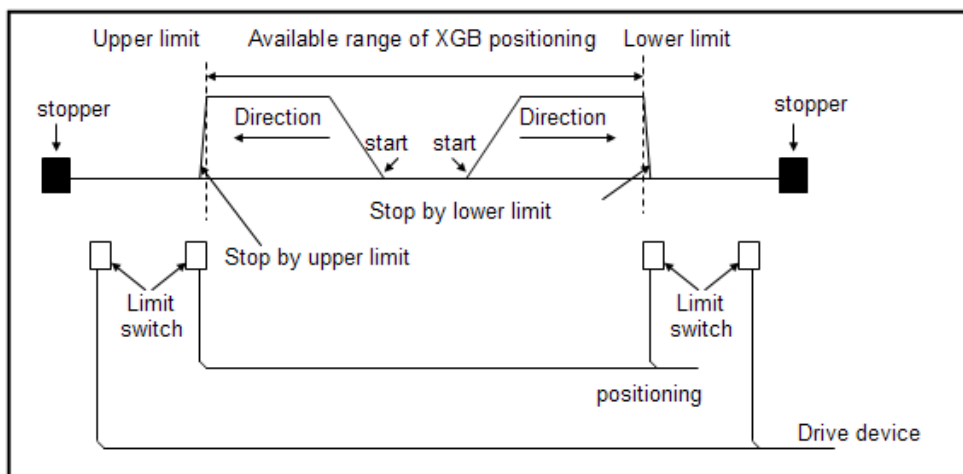 Upper limit
Available range of XGB positioning
Lower limit
stopper
stopper
Direction
Direction
start
start
Stop by lower limit
Stop by upper limit
Limit
switch
Limit
switch
positioning
Drive device